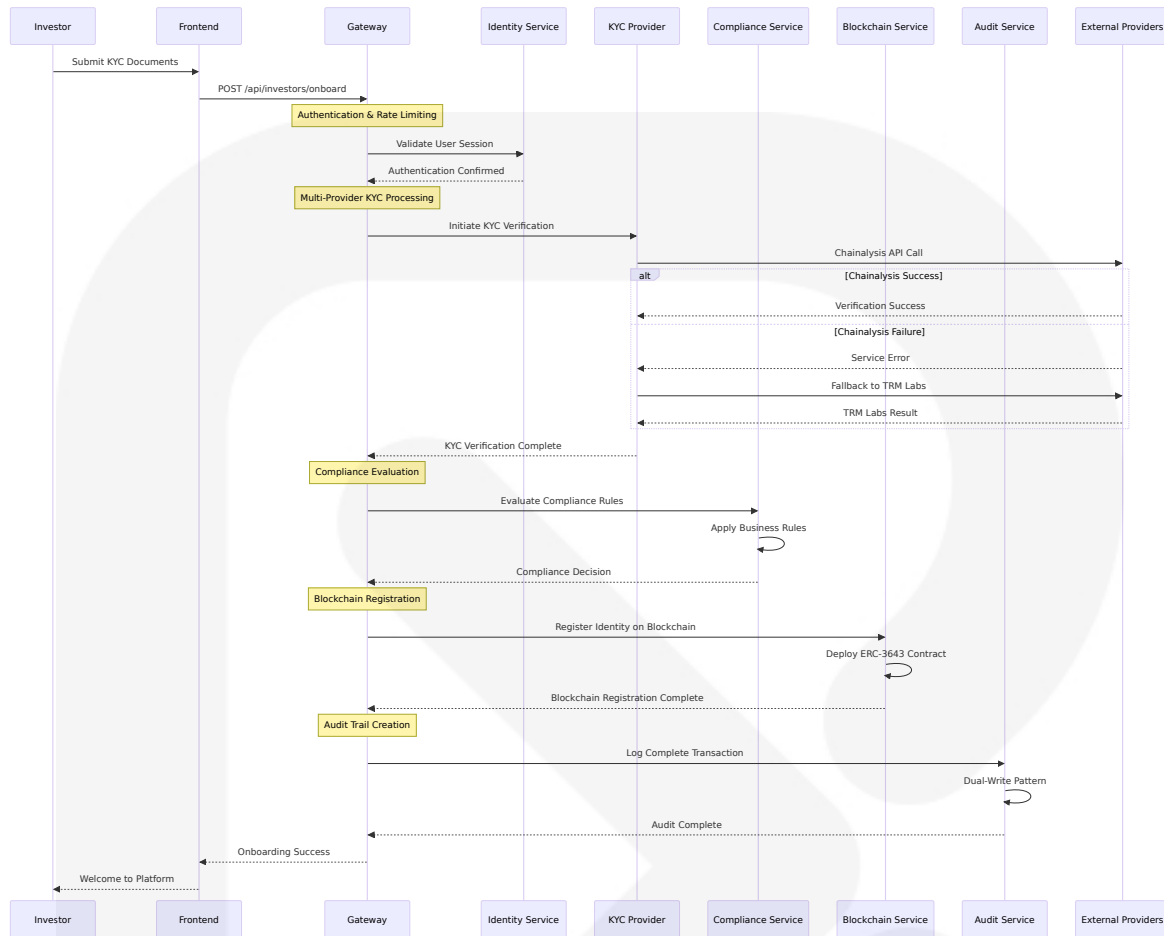 Investor
Frontend
Gateway
Identity Service
KYC Provider
Compliance Service
Blockchain Service
Audit Service
External Providers
Submit KYC Documents
POST /api/investors/onboard
Authentication & Rate Limiting
Validate User Session
Authentication Confirmed
Multi-Provider KYC Processing
Initiate KYC Verification
Chainalysis API Call
alt
[Chainalysis Success]
Verification Success
[Chainalysis Failure]
Service Error
Fallback to TRM Labs
TRM Labs Result
KYC Verification Complete
Compliance Evaluation
Evaluate Compliance Rules
Apply Business Rules
Compliance Decision
Blockchain Registration
Register Identity on Blockchain
Deploy ERC-3643 Contract
Blockchain Registration Complete
Audit Trail Creation
Log Complete Transaction
Dual-Write Pattern
Audit Complete
Onboarding Success
Welcome to Platform
Investor
Frontend
Gateway
Identity Service
KYC Provider
Compliance Service
Blockchain Service
Audit Service
External Providers